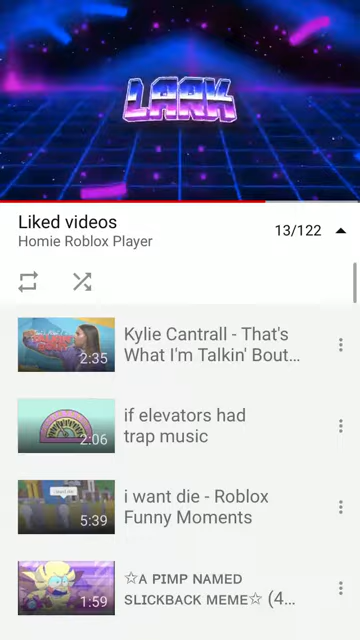 LARK
Liked videos
Homie Roblox Player
13/122
Kylie Cantrall - That's
What I'm Talkin' Bout...
2:35
if elevators had
trap music
2:06
i want die - Roblox
Funny Moments
5:39
☆A PIMP NAMED
SLICKBACK MEME☆ (4...
1:59